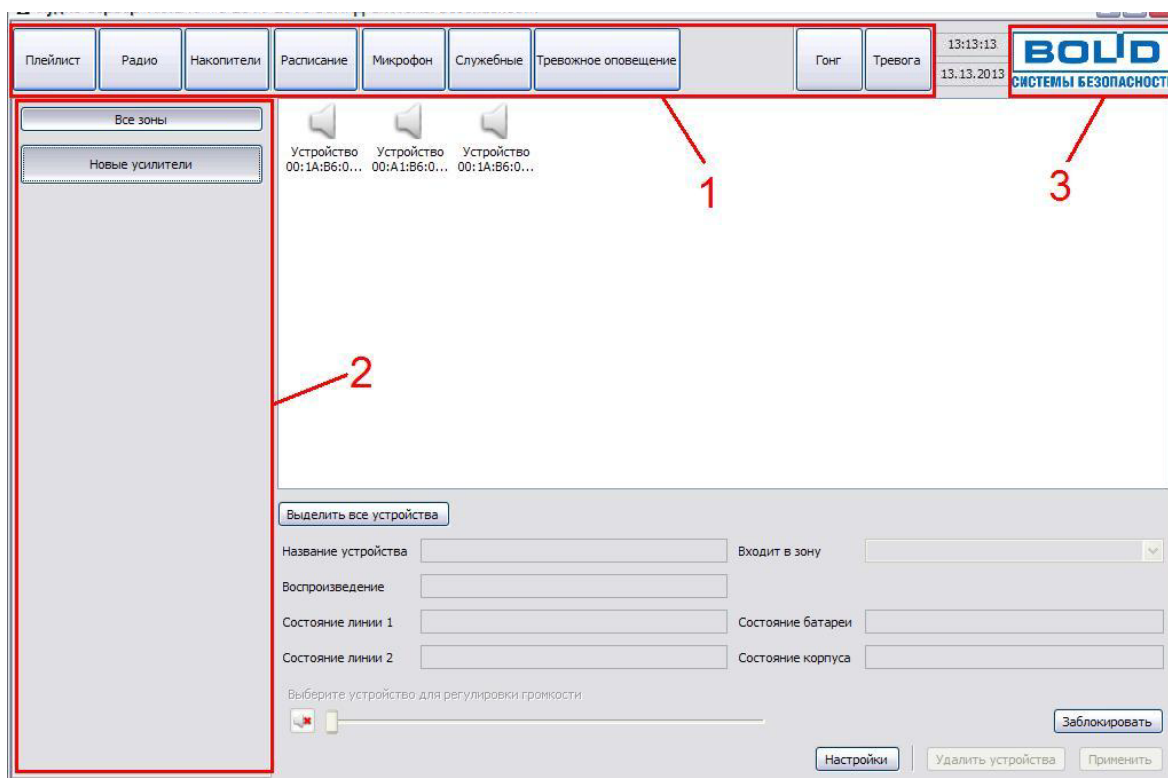 Плейлист Радио Накопители Расписание Микрофон Служебные Тревожное оповещение Гонг Тревога
13:13:13
13.13.2013
BOLID
СИСТЕМЫ БЕЗОПАСНОСТИ
Все зоны
Новые усилители
Устройство 00:1A:B6:0...
Устройство 00:A1:B6:0...
Устройство 00:1A:B6:0...
1
3
2
Выделить все устройства
Название устройства Входит в зону
Воспроизведение
Состояние линии 1 Состояние батареи
Состояние линии 2 Состояние корпуса
Выберите устройство для регулировки громкости
Заблокировать
Настройки Удалить устройства Применить